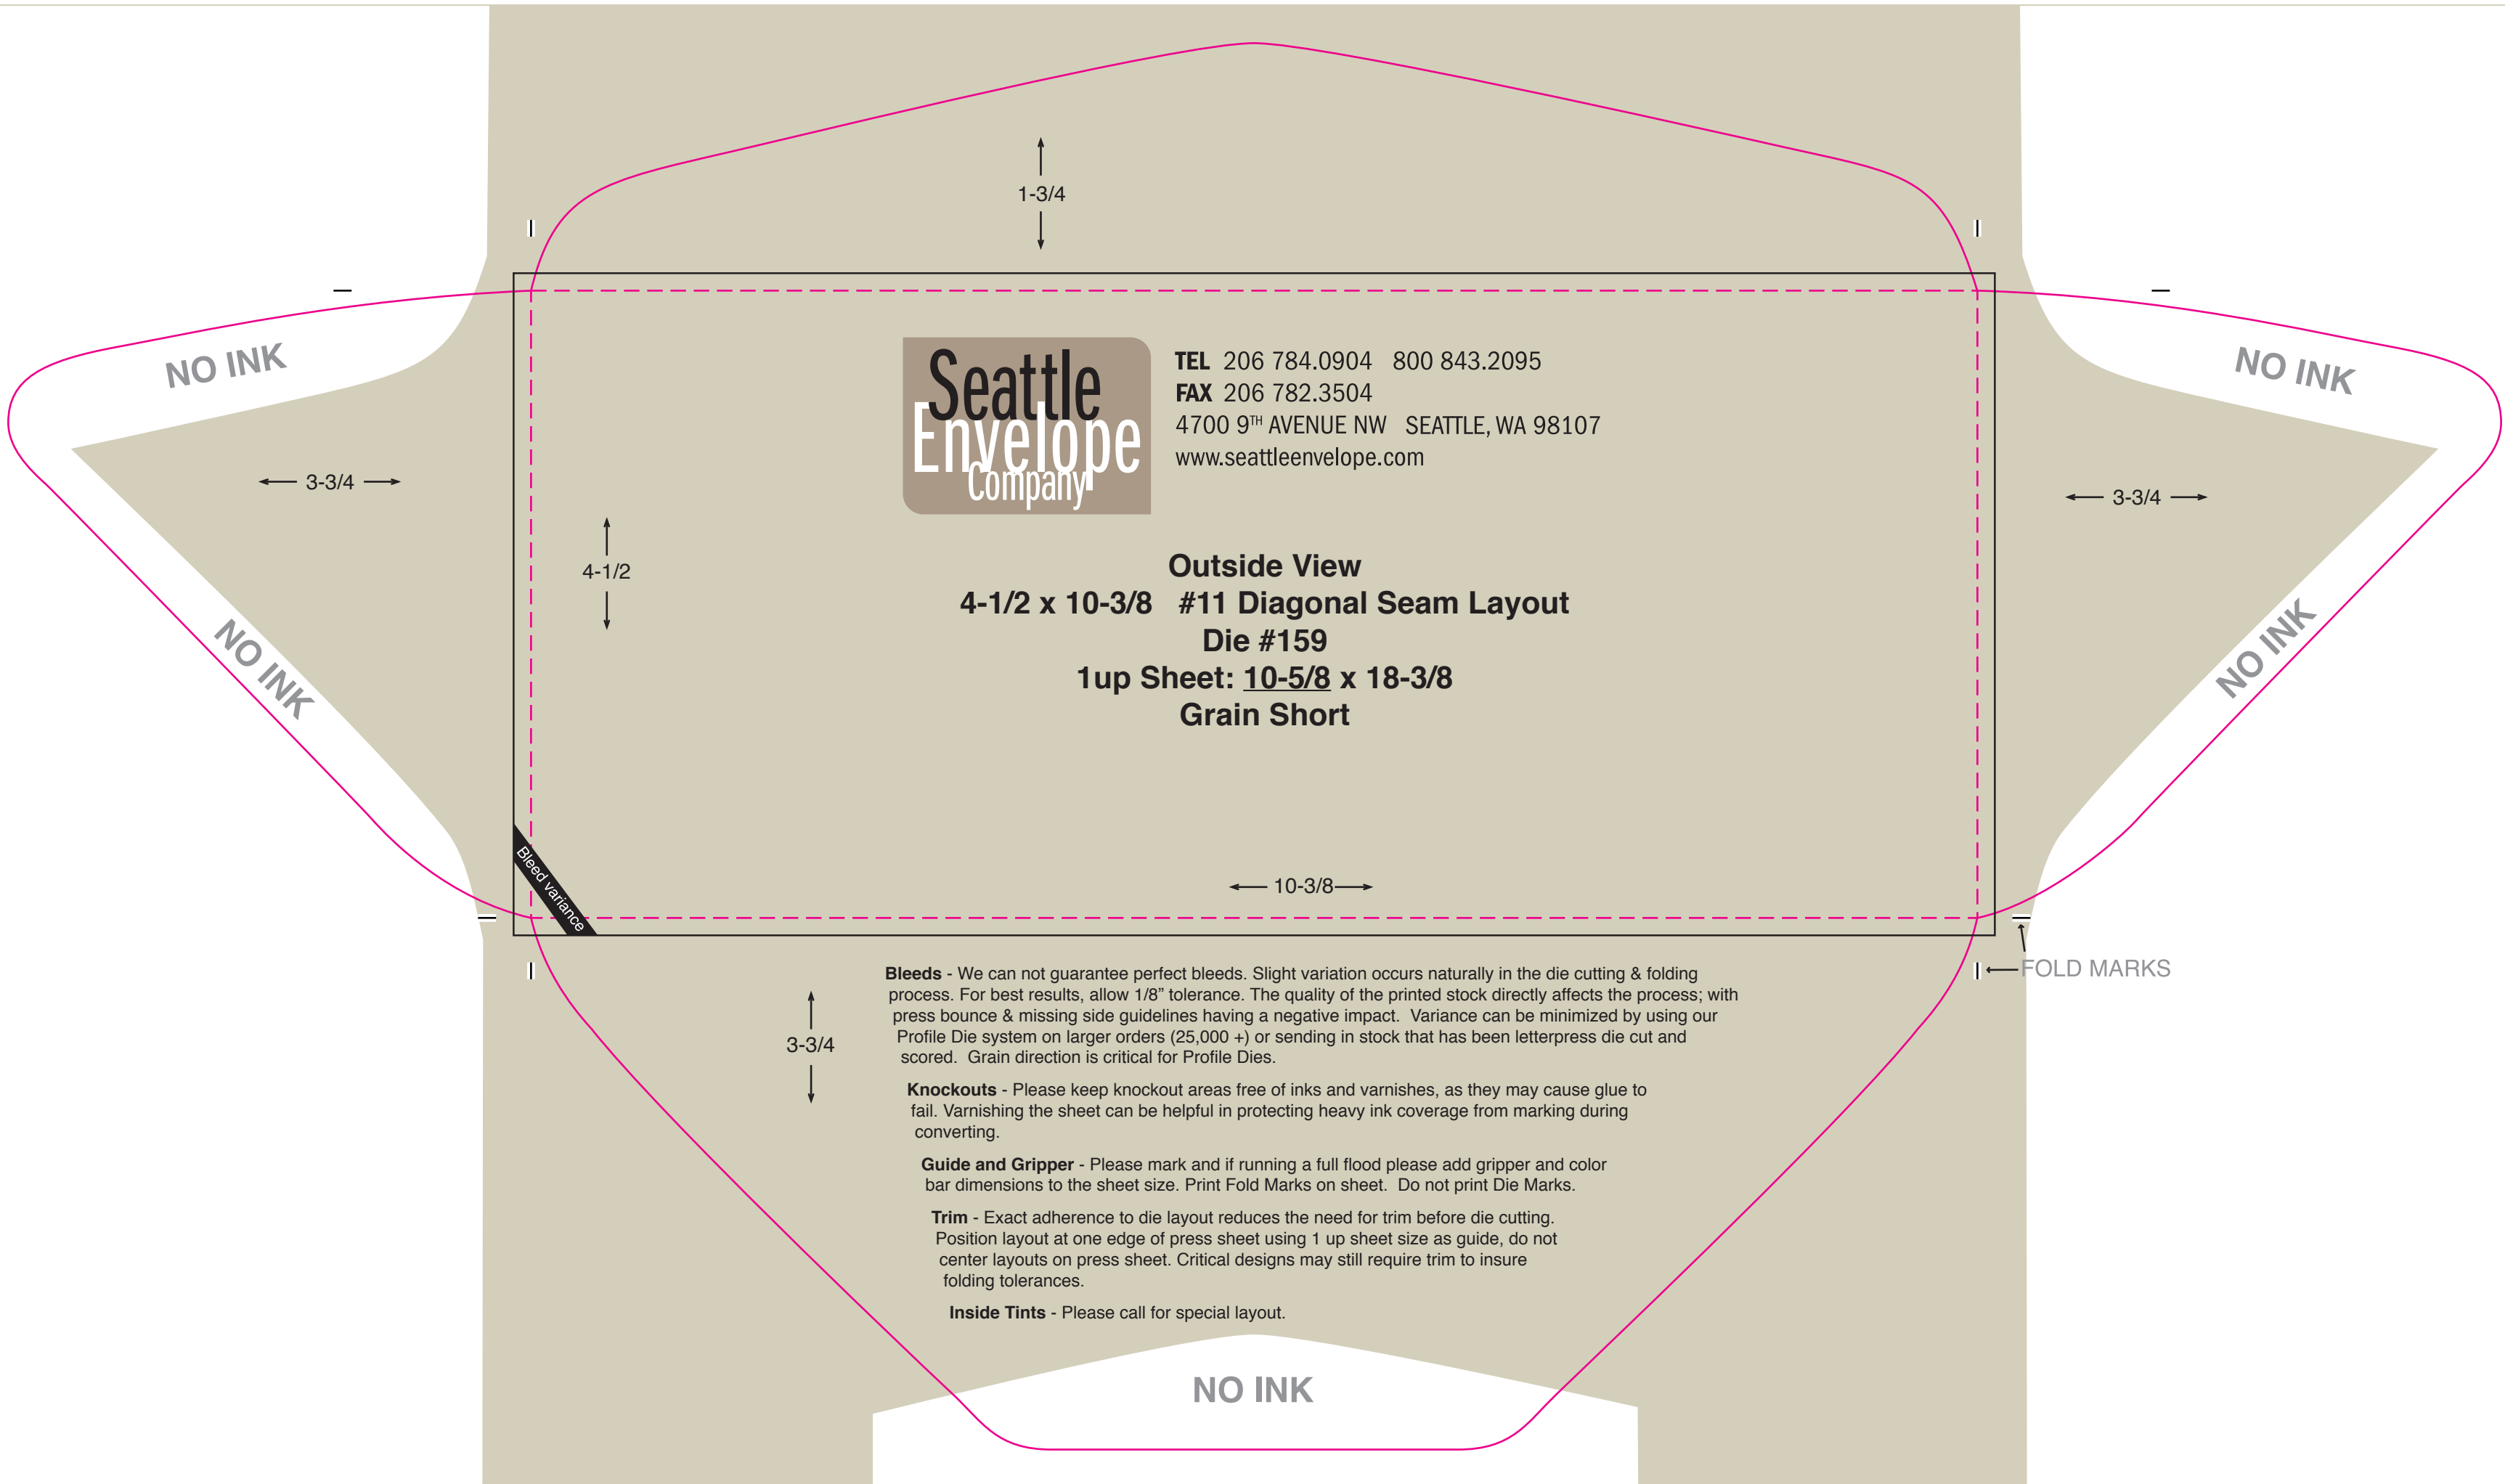 1-3/4
NO INK
NO INK
Seattle
Envelope
Company
TEL 206 784.0904 800 843.2095
FAX 206 782.3504
4700 9TH AVENUE NW SEATTLE, WA 98107
www.seattleenvelope.com
3-3/4
3-3/4
4-1/2
Outside View
4-1/2 x 10-3/8 #11 Diagonal Seam Layout
Die #159
1up Sheet: 10-5/8 x 18-3/8
Grain Short
NO INK
NO INK
Bleed variance
10-3/8
FOLD MARKS
Bleeds - We can not guarantee perfect bleeds. Slight variation occurs naturally in the die cutting & folding
process. For best results, allow 1/8” tolerance. The quality of the printed stock directly affects the process; with
press bounce & missing side guidelines having a negative impact. Variance can be minimized by using our
Profile Die system on larger orders (25,000 +) or sending in stock that has been letterpress die cut and
scored. Grain direction is critical for Profile Dies.
3-3/4
Knockouts - Please keep knockout areas free of inks and varnishes, as they may cause glue to
fail. Varnishing the sheet can be helpful in protecting heavy ink coverage from marking during
converting.
Guide and Gripper - Please mark and if running a full flood please add gripper and color
bar dimensions to the sheet size. Print Fold Marks on sheet. Do not print Die Marks.
Trim - Exact adherence to die layout reduces the need for trim before die cutting.
Position layout at one edge of press sheet using 1 up sheet size as guide, do not
center layouts on press sheet. Critical designs may still require trim to insure
folding tolerances.
Inside Tints - Please call for special layout.
NO INK